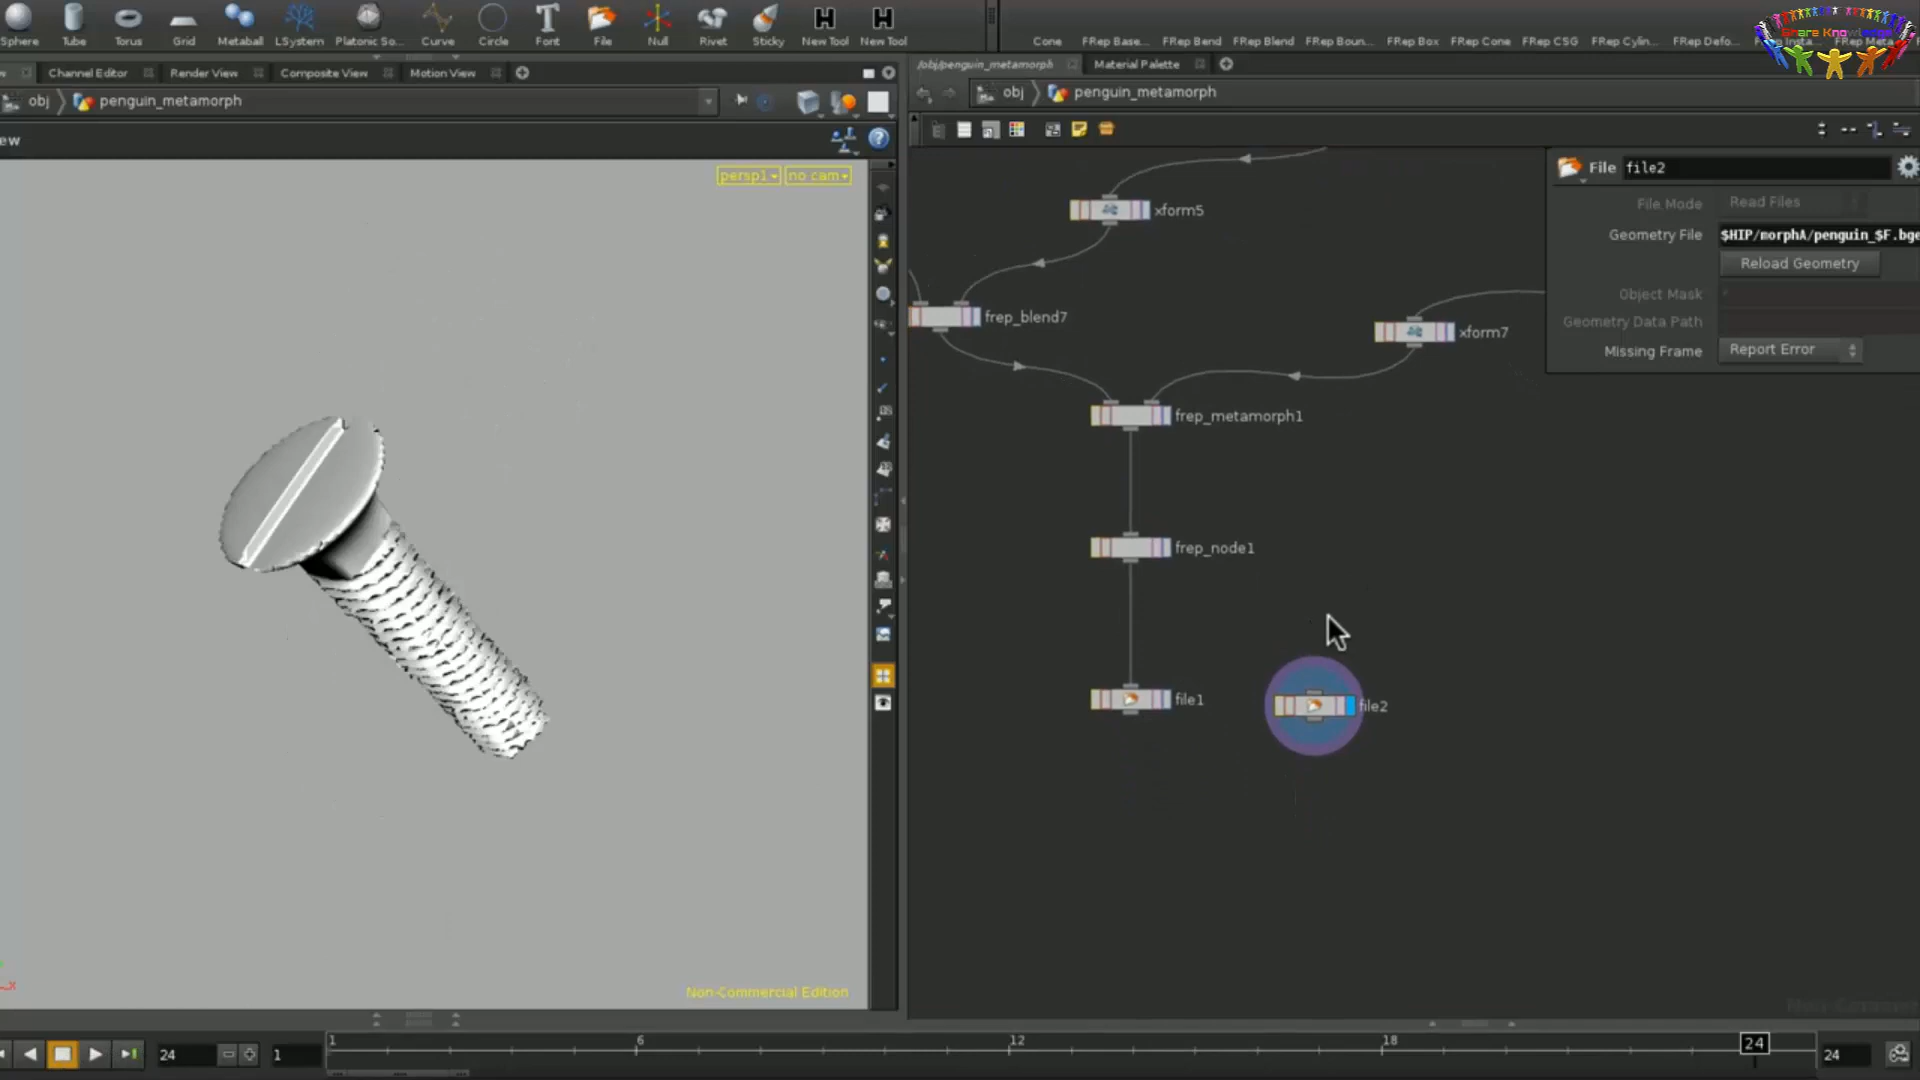 Sphere Tube Torus Grid Metaball LSystem Platonic So... Curve Circle Font File Null Rivet Sticky New Tool New Tool
Cone FRep Base... FRep Bend FRep Blend FRep Boun... FRep Box FRep Cone FRep CSG FRep Cylin... FRep Defo...
Share Knowledge
Channel Editor Render View Composite View Motion View
/obj/penguin_metamorph Material Palette
obj penguin_metamorph
obj penguin_metamorph
ew
persp1 no cam
File file2
File Mode Read Files
Geometry File $HIP/morphA/penguin_$F.bge
Reload Geometry
Object Mask *
Geometry Data Path
Missing Frame Report Error
xform5
frep_blend7
xform7
frep_metamorph1
frep_node1
file1
file2
x
Non-Commercial Edition
24 1 1 6 12 18 24 24